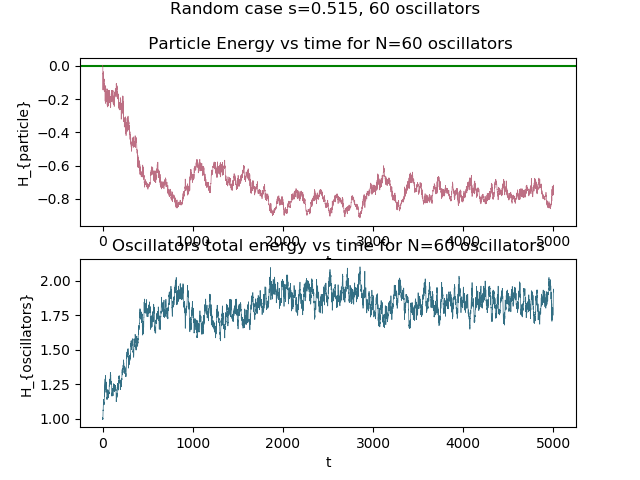 Random case s=0.515, 60 oscillators
Particle Energy vs time for N=60 oscillators
H_{particle}
0.0
−0.2
−0.4
−0.6
−0.8
0 1000 2000 3000 4000 5000
t
Oscillators total energy vs time for N=60 oscillators
H_{oscillators}
2.00
1.75
1.50
1.25
1.00
0 1000 2000 3000 4000 5000
t